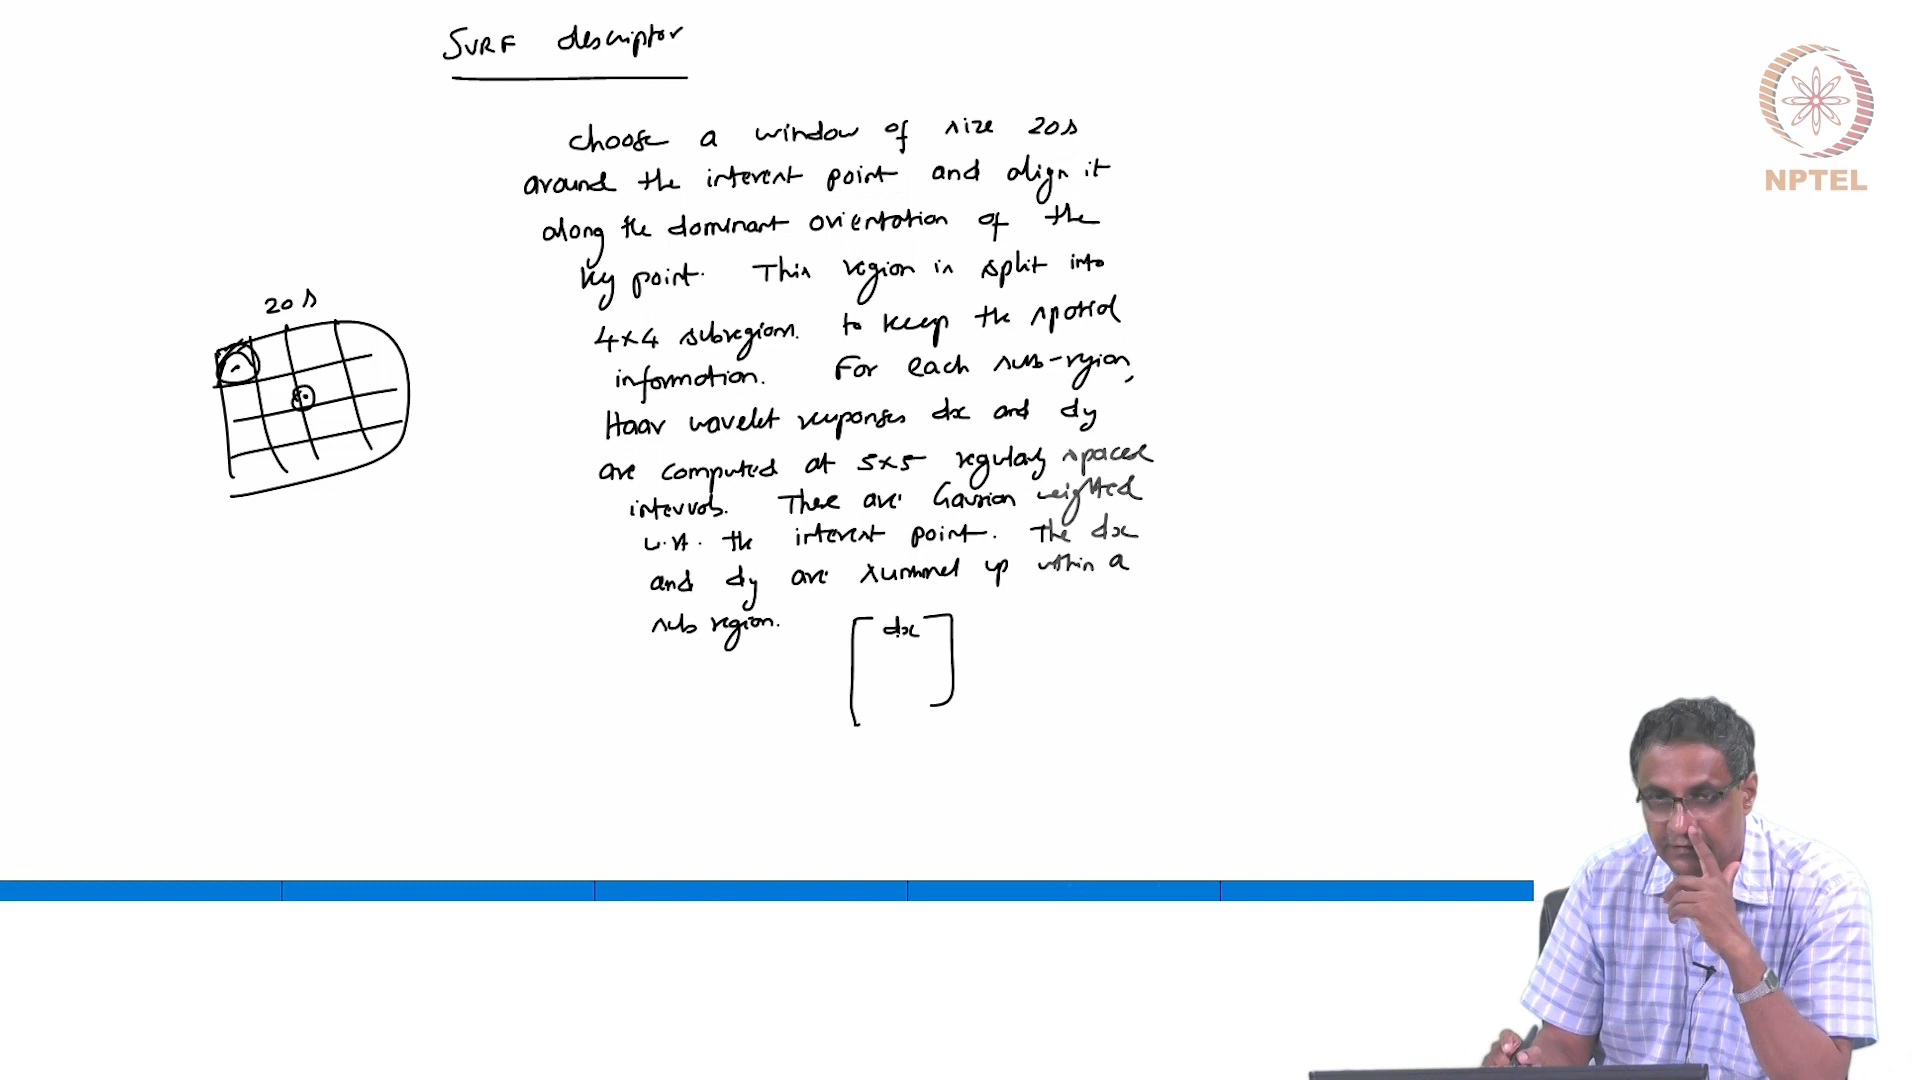 SURF descriptor
choose a window of size 20s
around the interest point and align it
along the dominant orientation of the
key point. This region is split into
4x4 subregions. to keep the spatial
information. For each sub-region,
Haar wavelet responses dx and dy
are computed at 5x5 regularly spaced
intervals. These are Gaussian weighted
w.r.t. the interest point. The dx
and dy are summed up within a
sub region.
dx
20 s
NPTEL